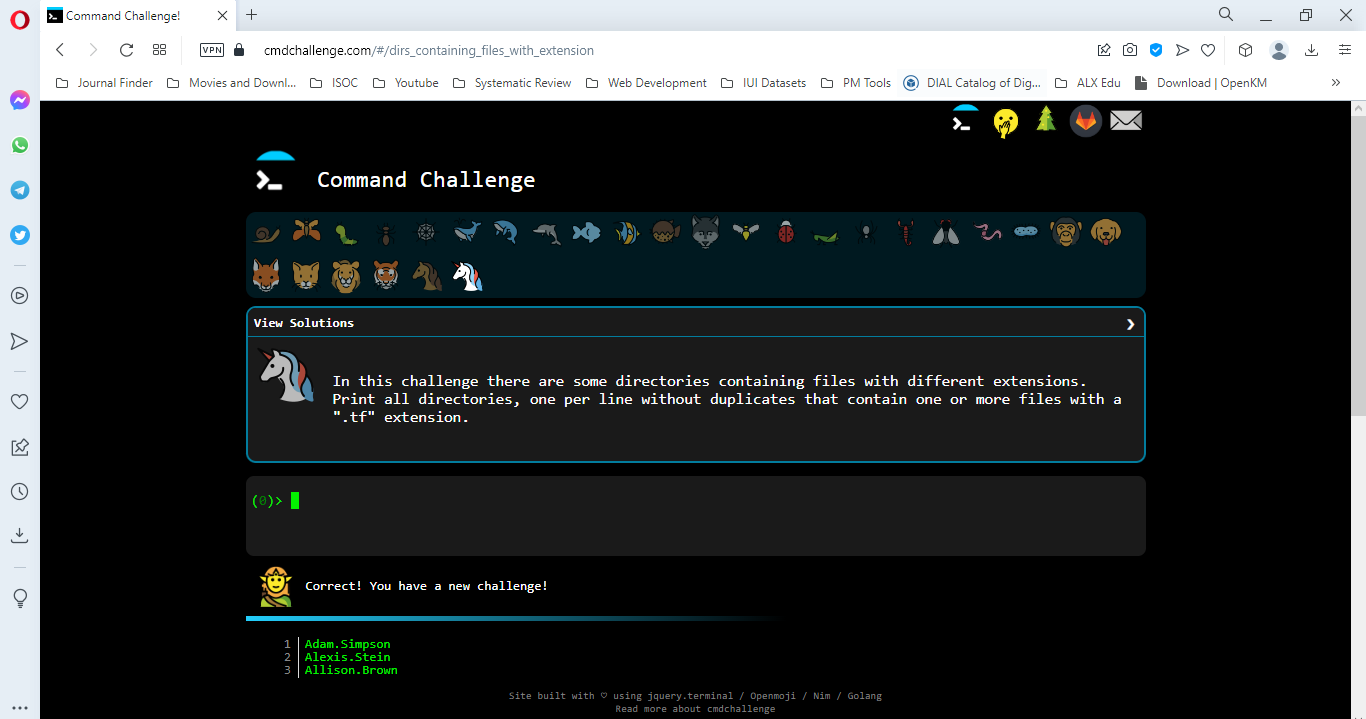 Command Challenge!
VPN
cmdchallenge.com/#/dirs_containing_files_with_extension
Journal Finder
Movies and Downl...
ISOC
Youtube
Systematic Review
Web Development
IUI Datasets
PM Tools
DIAL Catalog of Dig...
ALX Edu
Download | OpenKM
»
Command Challenge
View Solutions
In this challenge there are some directories containing files with different extensions.
Print all directories, one per line without duplicates that contain one or more files with a
".tf" extension.
(0)>
Correct! You have a new challenge!
1 Adam.Simpson
2 Alexis.Stein
3 Allison.Brown
Site built with ♡ using jquery.terminal / Openmoji / Nim / Golang
Read more about cmdchallenge